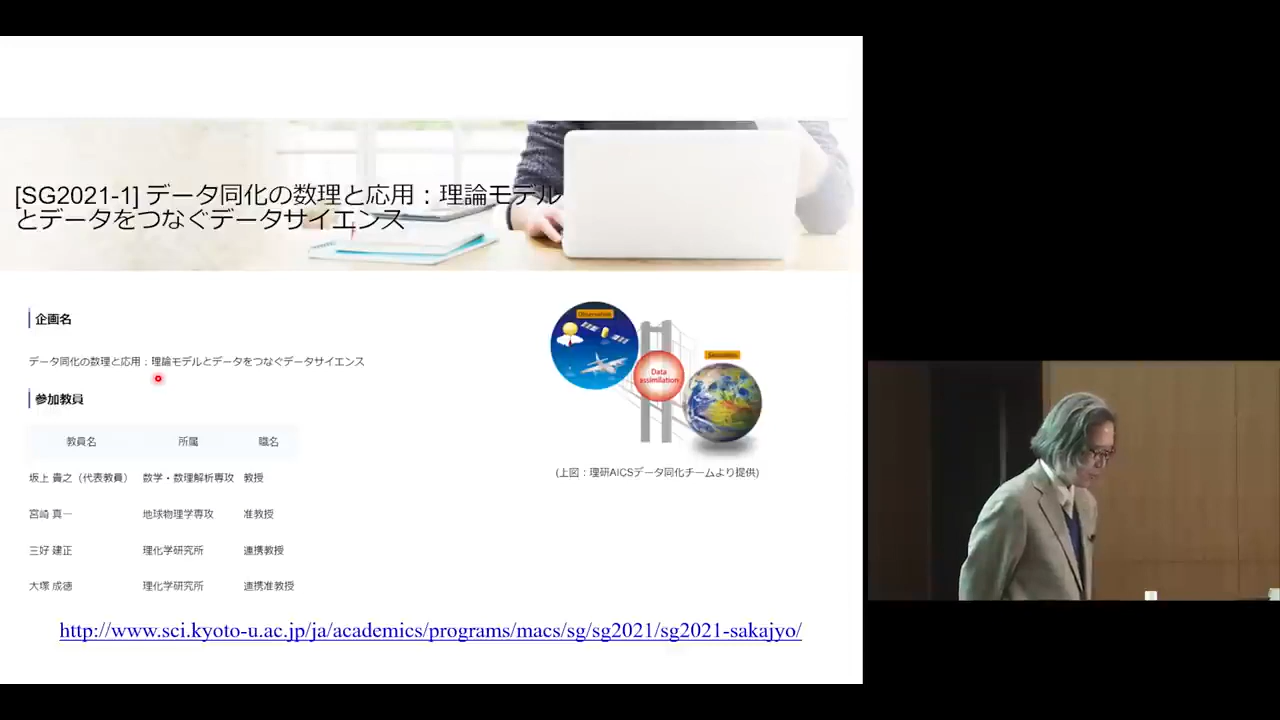 [SG2021-1] データ同化の数理と応用：理論モデル
とデータをつなぐデータサイエンス
企画名
データ同化の数理と応用：理論モデルとデータをつなぐデータサイエンス
参加教員
教員名 所属 職名
坂上 貴之（代表教員） 数学・数理解析専攻 教授
宮崎 真一 地球物理学専攻 准教授
三好 建正 理化学研究所 連携教授
大塚 成徳 理化学研究所 連携准教授
Observation
Data
assimilation
Simulation
(上図：理研AICSデータ同化チームより提供)
http://www.sci.kyoto-u.ac.jp/ja/academics/programs/macs/sg/sg2021/sg2021-sakajyo/